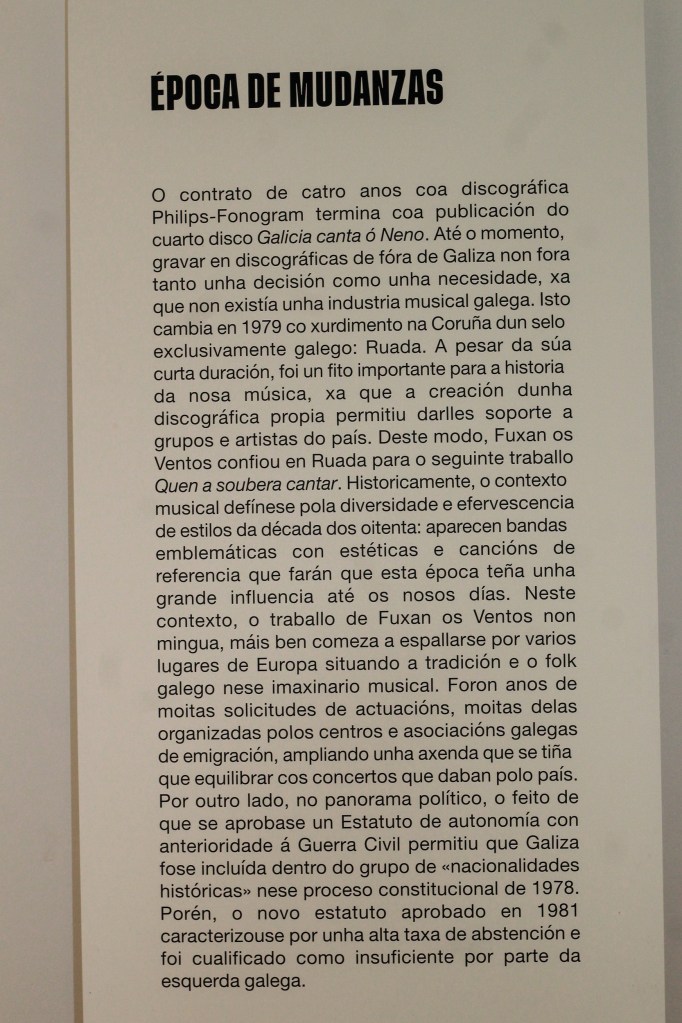 ÉPOCA DE MUDANZAS
O contrato de catro anos coa discográfica
Philips-Fonogram termina coa publicación do
cuarto disco Galicia canta ó Neno. Até o momento,
gravar en discográficas de fóra de Galiza non fora
tanto unha decisión como unha necesidade, xa
que non existía unha industria musical galega. Isto
cambia en 1979 co xurdimento na Coruña dun selo
exclusivamente galego: Ruada. A pesar da súa
curta duración, foi un fito importante para a historia
da nosa música, xa que a creación dunha
discográfica propia permitiu darlles soporte a
grupos e artistas do país. Deste modo, Fuxan os
Ventos confiou en Ruada para o seguinte traballo
Quen a soubera cantar. Historicamente, o contexto
musical defínese pola diversidade e efervescencia
de estilos da década dos oitenta: aparecen bandas
emblemáticas con estéticas e cancións de
referencia que farán que esta época teña unha
grande influencia até os nosos días. Neste
contexto, o traballo de Fuxan os Ventos non
mingua, máis ben comeza a espallarse por varios
lugares de Europa situando a tradición e o folk
galego nese imaxinario musical. Foron anos de
moitas solicitudes de actuacións, moitas delas
organizadas polos centros e asociacións galegas
de emigración, ampliando unha axenda que se tiña
que equilibrar cos concertos que daban polo país.
Por outro lado, no panorama político, o feito de
que se aprobase un Estatuto de autonomía con
anterioridade á Guerra Civil permitiu que Galiza
fose incluída dentro do grupo de «nacionalidades
históricas» nese proceso constitucional de 1978.
Porén, o novo estatuto aprobado en 1981
caracterizouse por unha alta taxa de abstención e
foi cualificado como insuficiente por parte da
esquerda galega.